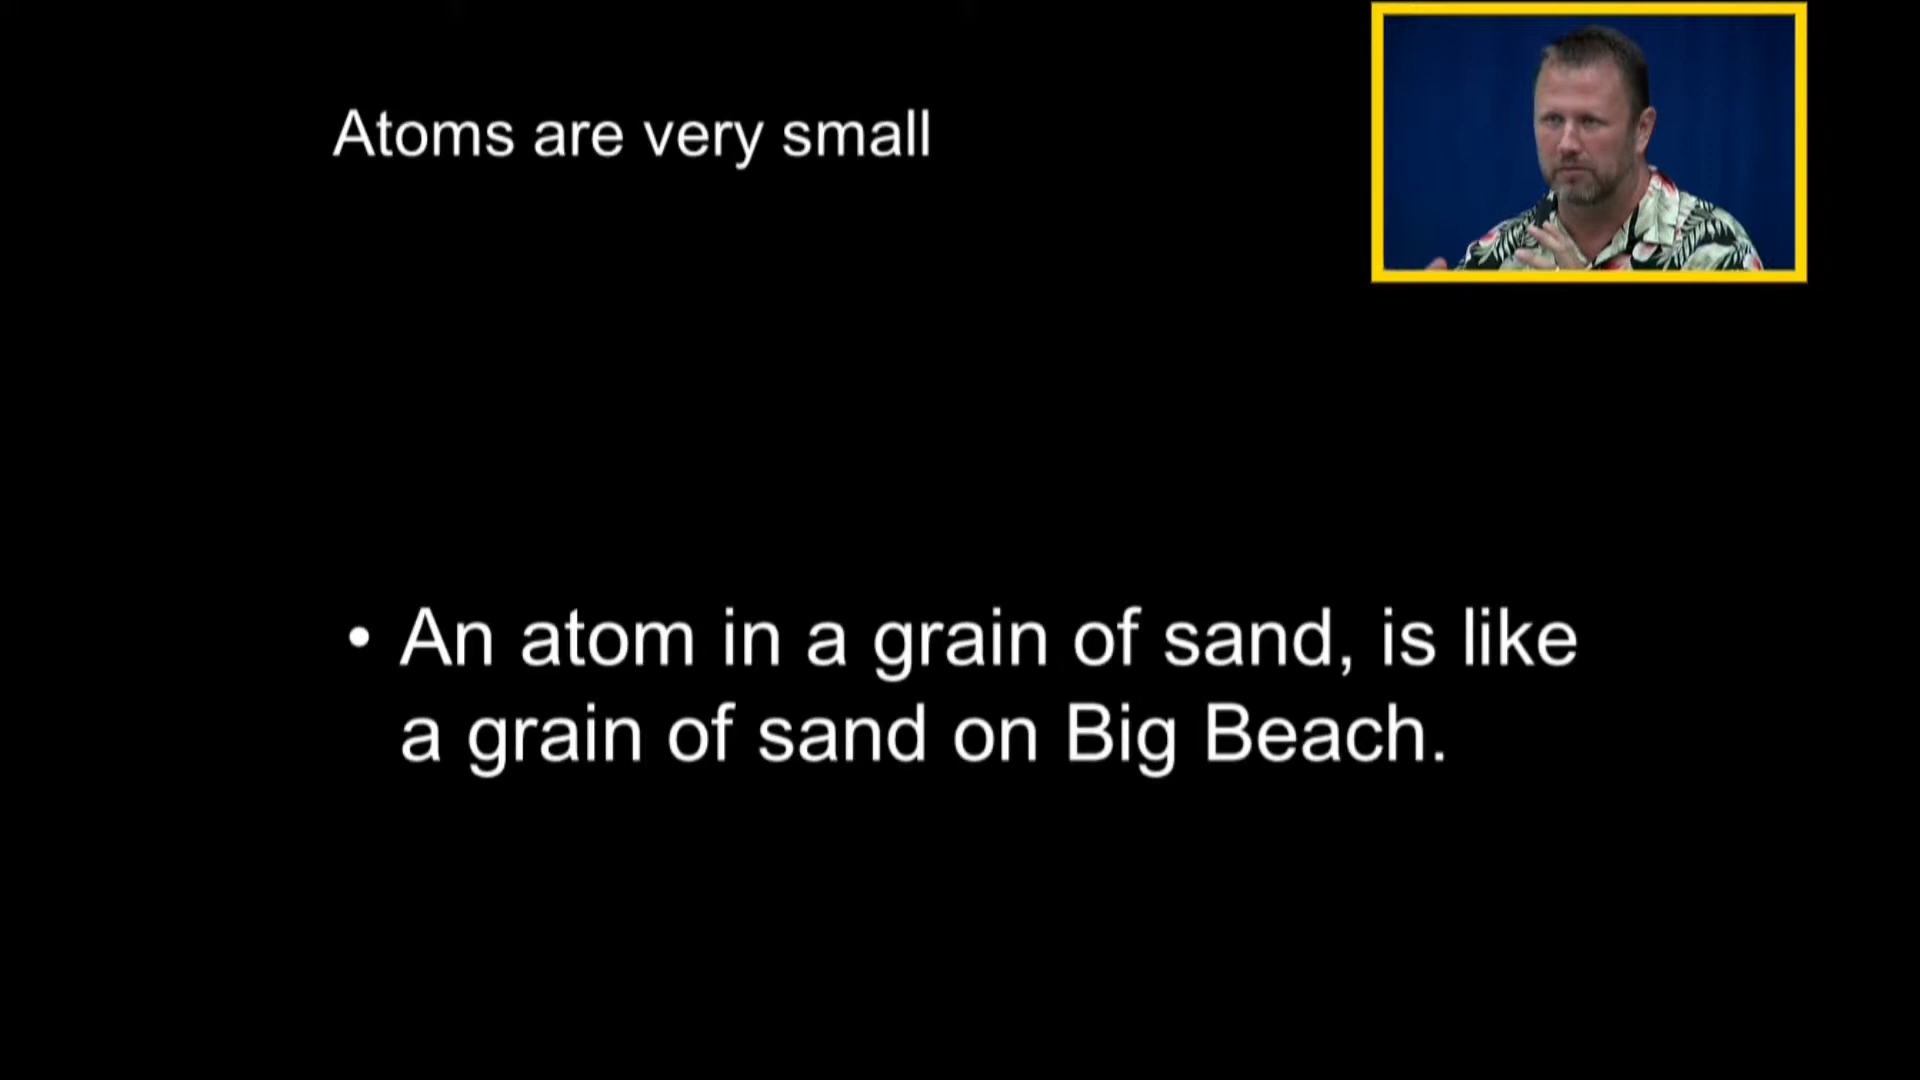 Atoms are very small
• An atom in a grain of sand, is like
a grain of sand on Big Beach.